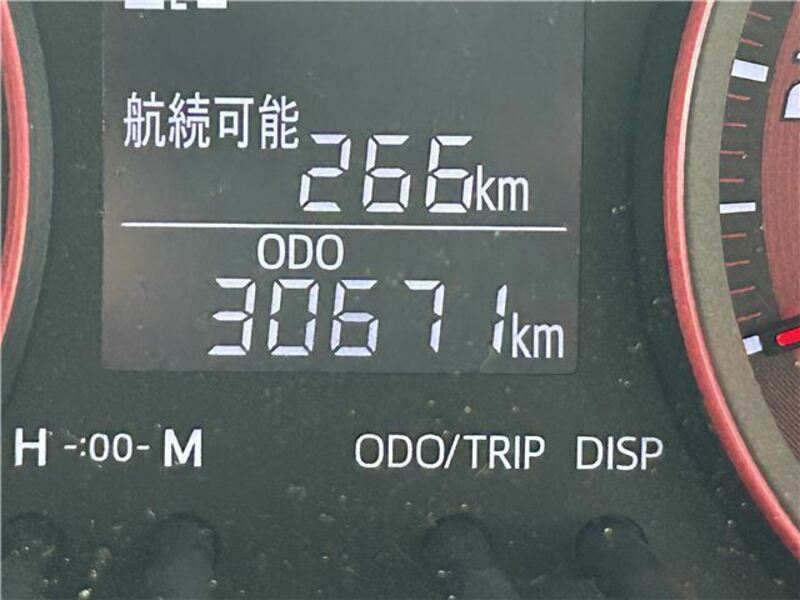 航続可能 266km
ODO
30671km
H -:00- M ODO/TRIP DISP